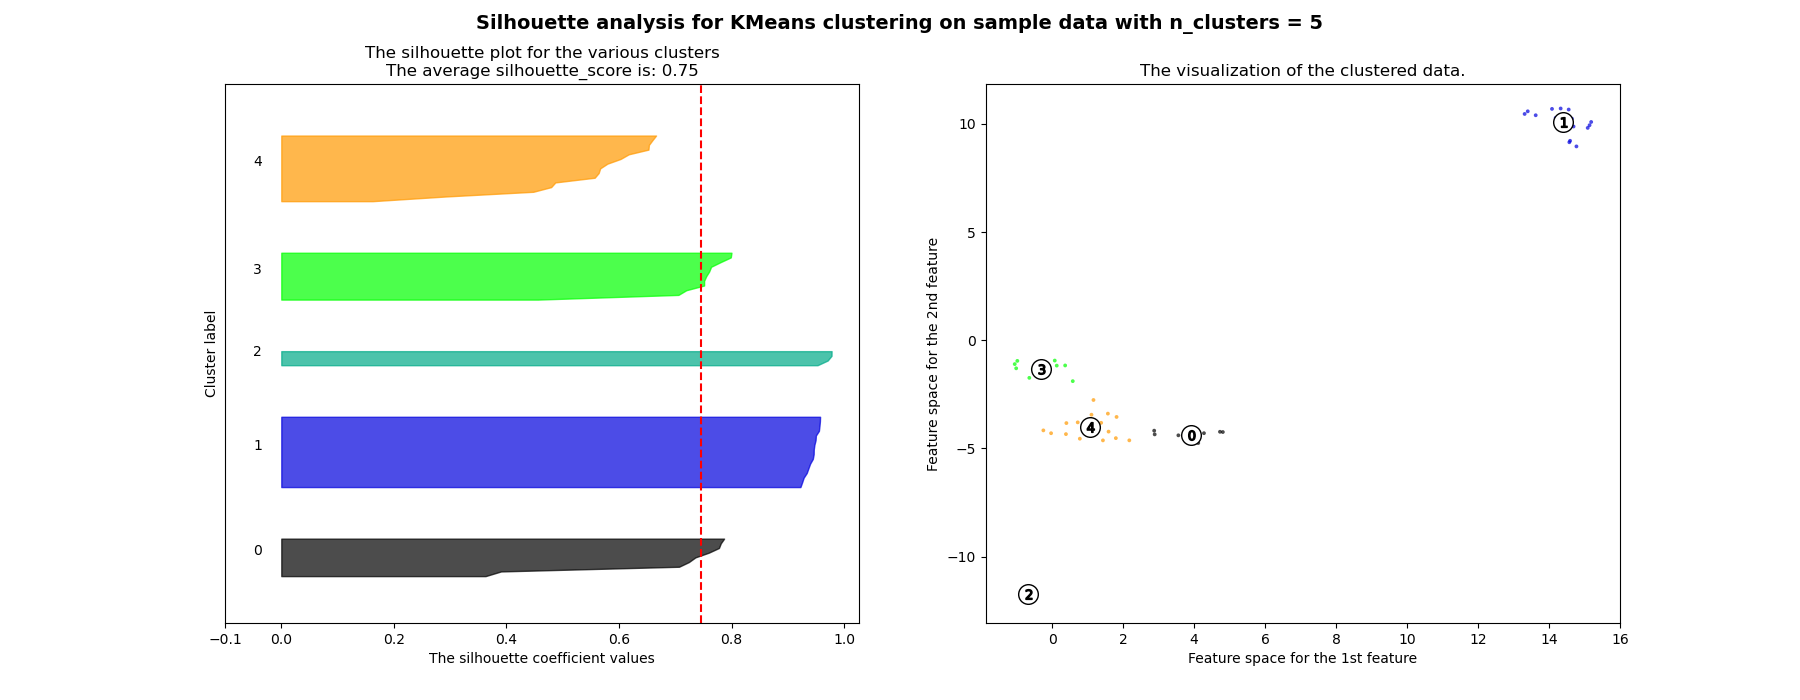 Silhouette analysis for KMeans clustering on sample data with n_clusters = 5
The silhouette plot for the various clusters
The average silhouette_score is: 0.75
Cluster label
4
3
2
1
0
−0.1 0.0 0.2 0.4 0.6 0.8 1.0
The silhouette coefficient values
The visualization of the clustered data.
Feature space for the 2nd feature
10
5
0
−5
−10
1
3
4
0
2
0 2 4 6 8 10 12 14 16
Feature space for the 1st feature